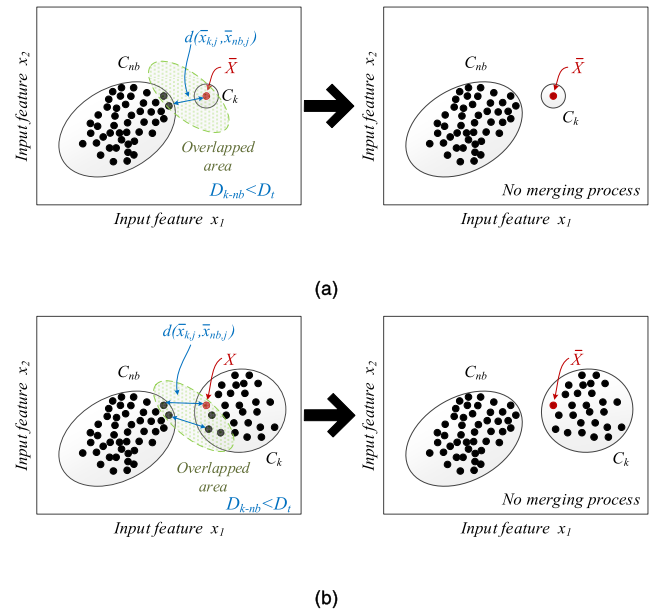 Input feature x2
Cnb
d(x̄k,j ,x̄nb,j)
X̄
Ck
Overlapped
area
Dk-nb<Dt
Input feature x1
Input feature x2
Cnb
X̄
Ck
No merging process
Input feature x1
(a)
Input feature x2
Cnb
d(x̄k,j ,x̄nb,j)
X
Overlapped
area
Ck
Dk-nb<Dt
Input feature x1
Input feature x2
Cnb
X̄
Ck
No merging process
Input feature x1
(b)